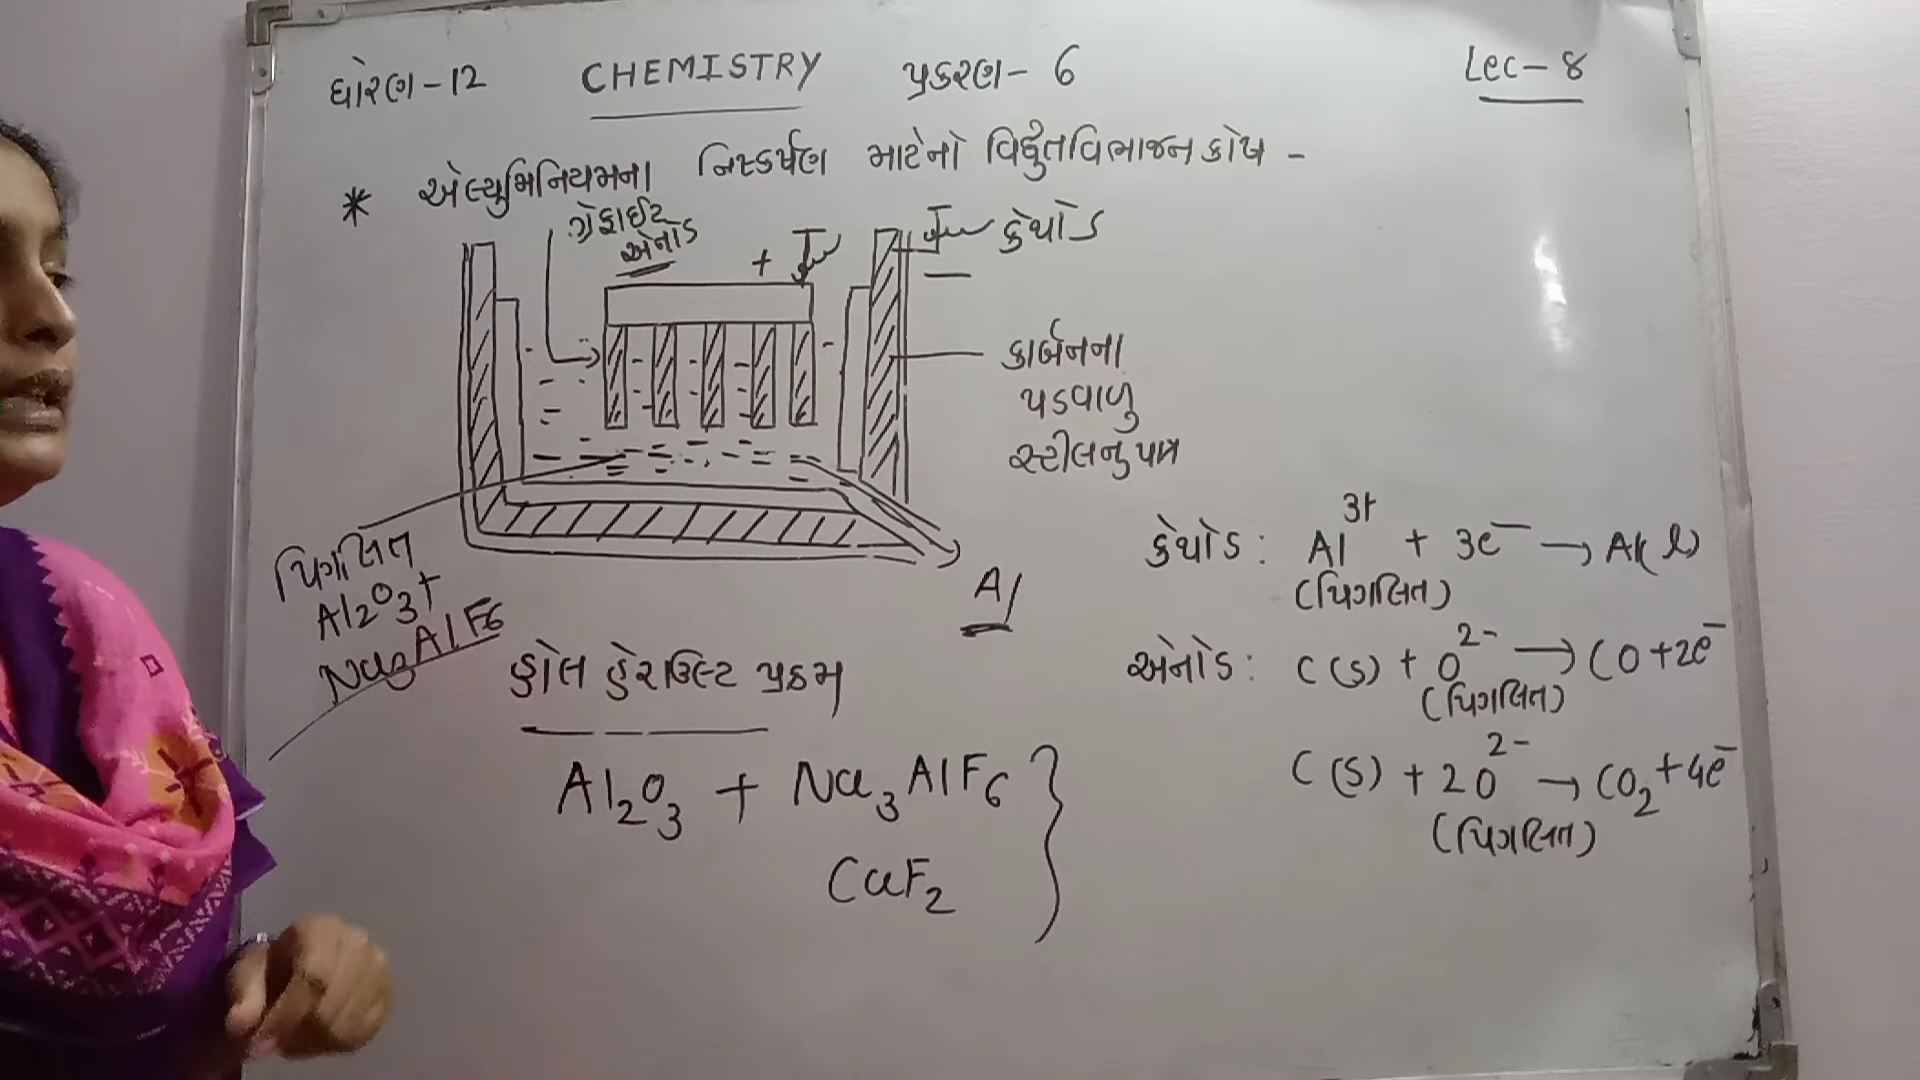 ધોરણ-12 CHEMISTRY પ્રકરણ-6 Lec-8
* એલ્યુમિનિયમના નિષ્કર્ષણ માટેનો વિદ્યુતવિભાજન કોષ -
ગ્રેફાઈટ
એનોડ
+
કેથોડ
કાર્બનના
પડવાળુ
સ્ટીલનુ પાત્ર
પિગલિત
Al₂O₃ +
Na₃AlF₆
Al
હોલ હેરાઉલ્ટ પ્રક્રમ
Al₂O₃ + Na₃AlF₆ }
CaF₂
કેથોડ : Al³⁺ + 3e⁻ → Al(l)
(પિગલિત)
એનોડ : C(s) + O²⁻ → CO + 2e⁻
(પિગલિત)
C(s) + 2O²⁻ → CO₂ + 4e⁻
(પિગલિત)